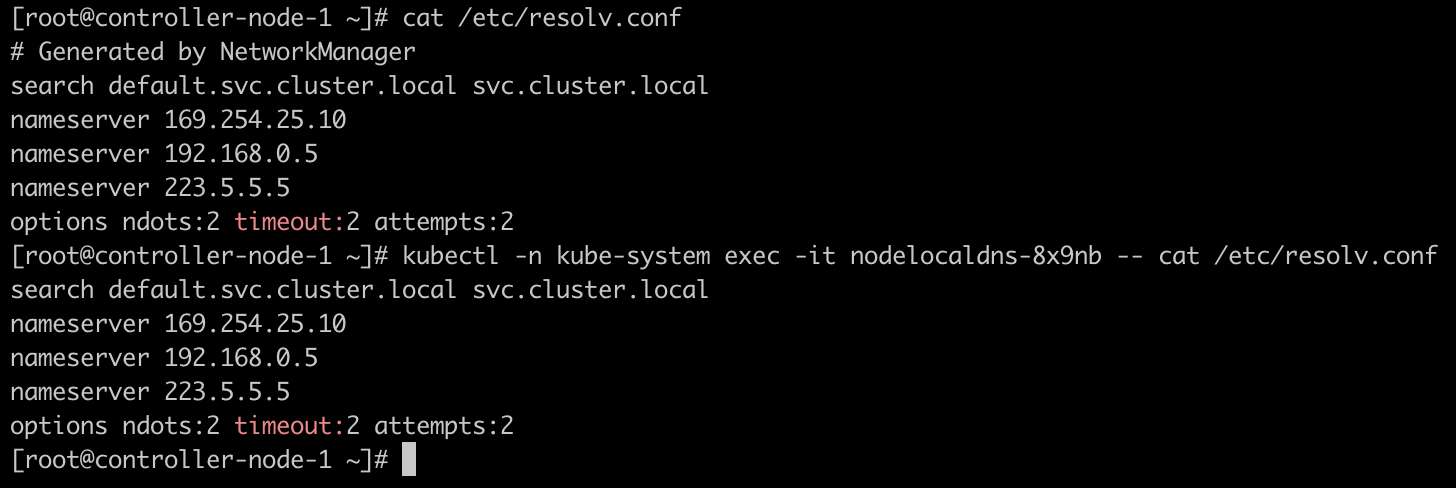 [root@controller-node-1 ~]# cat /etc/resolv.conf
# Generated by NetworkManager
search default.svc.cluster.local svc.cluster.local
nameserver 169.254.25.10
nameserver 192.168.0.5
nameserver 223.5.5.5
options ndots:2 timeout:2 attempts:2
[root@controller-node-1 ~]# kubectl -n kube-system exec -it nodelocaldns-8x9nb -- cat /etc/resolv.conf
search default.svc.cluster.local svc.cluster.local
nameserver 169.254.25.10
nameserver 192.168.0.5
nameserver 223.5.5.5
options ndots:2 timeout:2 attempts:2
[root@controller-node-1 ~]#